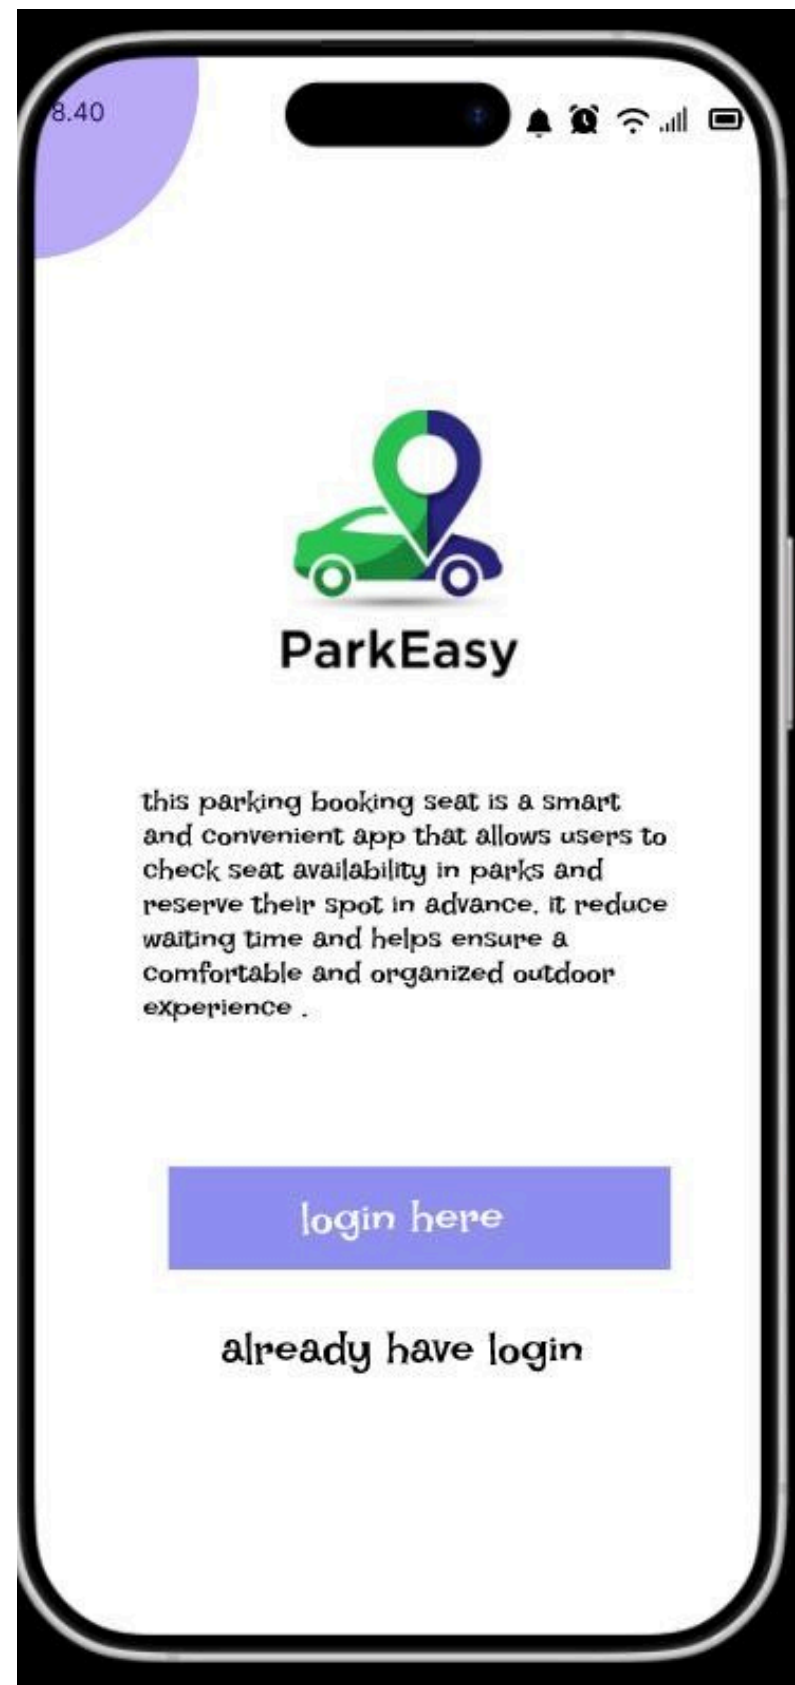 8.40
ParkEasy
this parking booking seat is a smart
and convenient app that allows users to
check seat availability in parks and
reserve their spot in advance. it reduce
waiting time and helps ensure a
comfortable and organized outdoor
experience .
login here
already have login